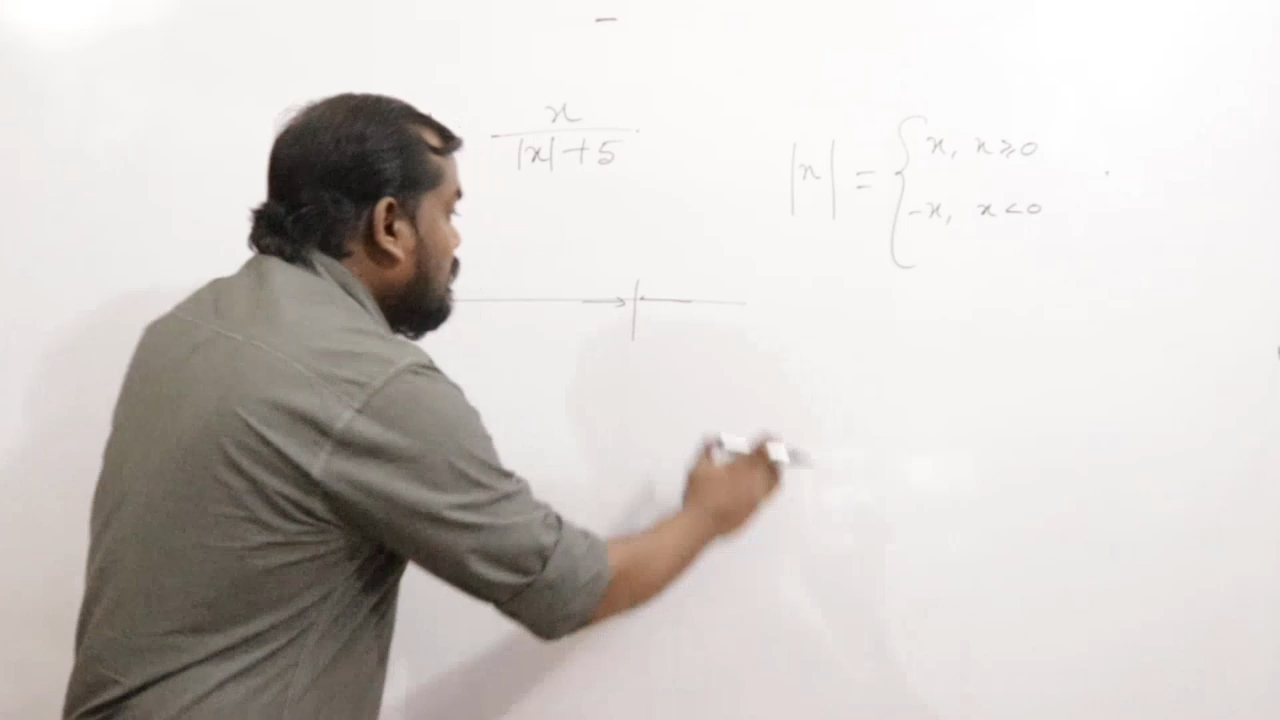 x
|x| + 5
|x| = { x, x ≥ 0
-x, x < 0